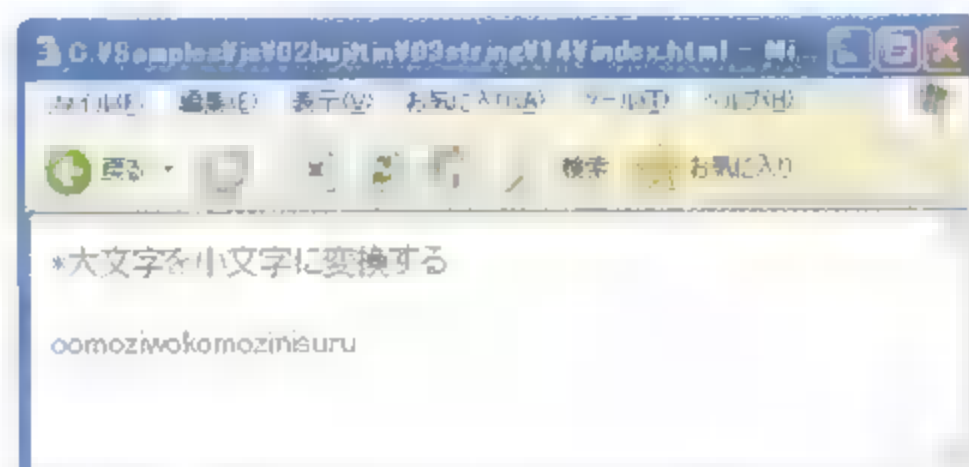 C:¥Samples¥js¥02builtin¥03string¥14¥index.html - Mi...
ファイル(F) 編集(E) 表示(V) お気に入り(A) ツール(T) ヘルプ(H)
戻る 検索 お気に入り
*大文字を小文字に変換する
oomoziwokomozinisuru